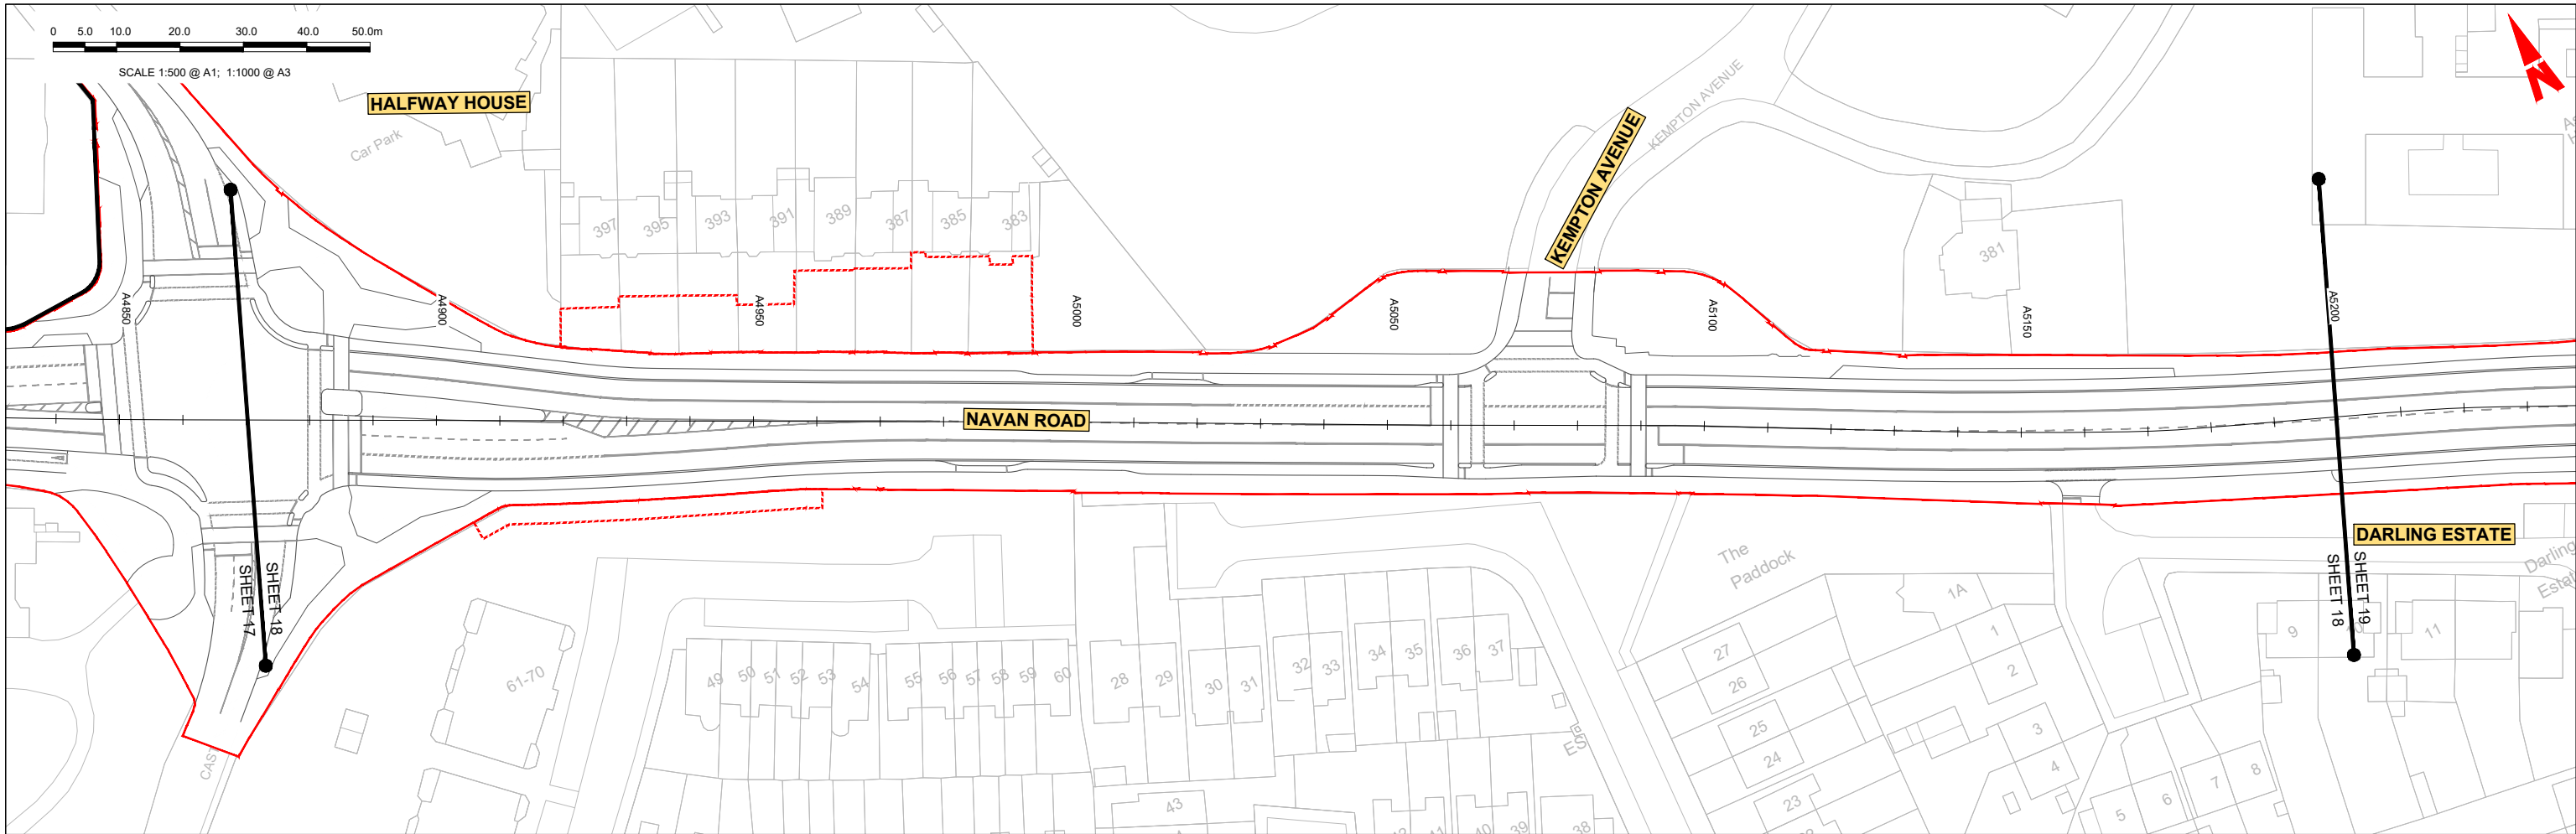 0 5.0 10.0 20.0 30.0 40.0 50.0m
SCALE 1:500 @ A1; 1:1000 @ A3
HALFWAY HOUSE
Car Park
KEMPTON AVENUE
KEMPTON AVENUE
N
397 395 393 391 389 387 385 383
381
A4850
A4900
A4950
A5000
A5050
A5100
A5150
A5200
NAVAN ROAD
DARLING ESTATE
SHEET 17
SHEET 18
SHEET 18
SHEET 19
The
Paddock
Darling
61-70
49 50 51 52 53 54 55 56 57 58 59 60
28 29 30 31 32 33 34 35 36 37
27
26
25
24
23
1A
1
2
3
4
5
6
7
8
9
10
11
ES
43
40
39
38